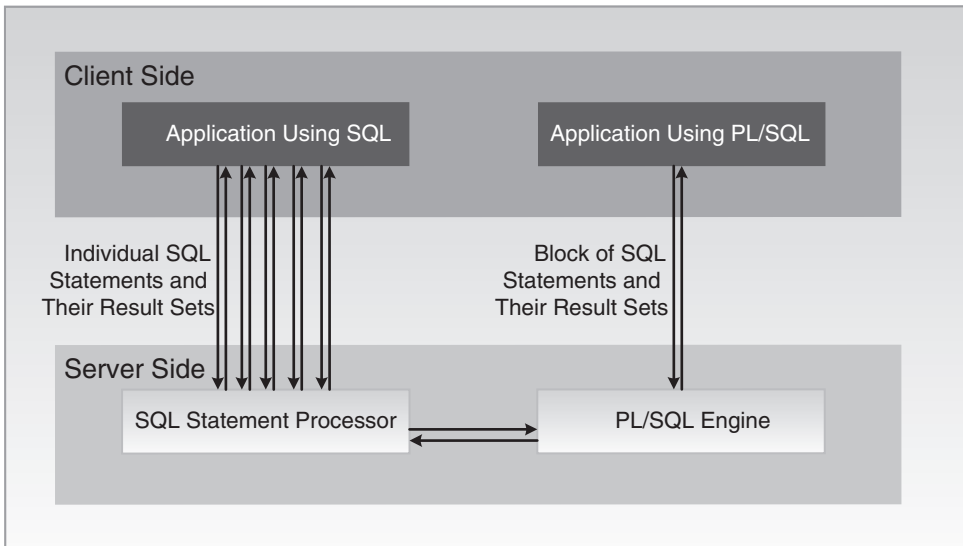 Client Side
Application Using SQL
Application Using PL/SQL
Individual SQL
Statements and
Their Result Sets
Block of SQL
Statements and
Their Result Sets
Server Side
SQL Statement Processor
PL/SQL Engine